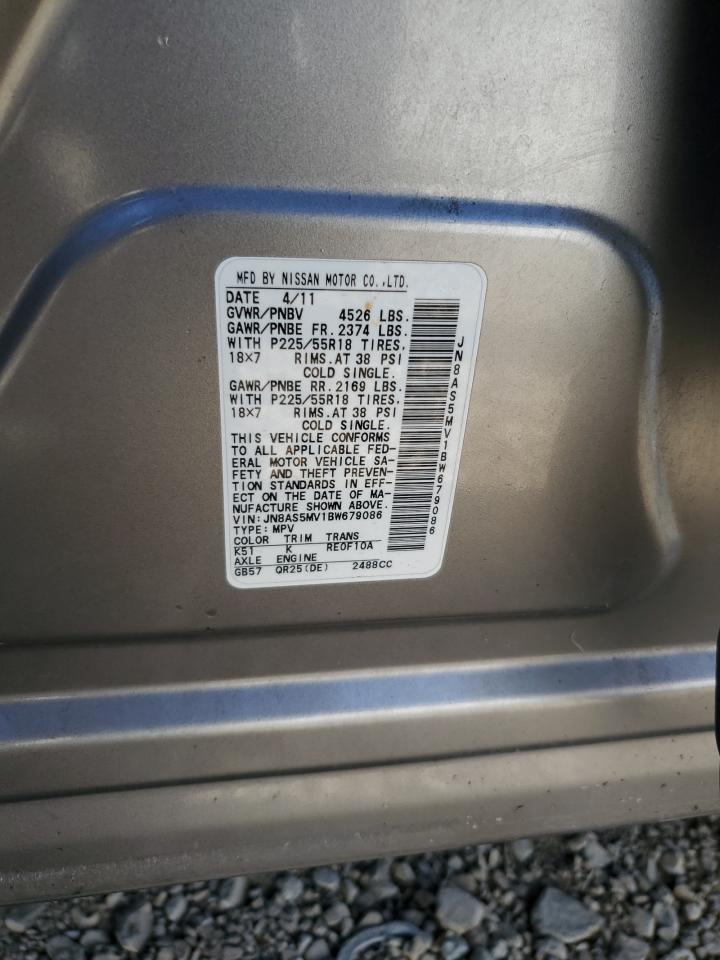 MFD BY NISSAN MOTOR CO.,LTD.
DATE 4/11
GVWR/PNBV 4526 LBS.
GAWR/PNBE FR. 2374 LBS.
WITH P225/55R18 TIRES,
18×7 RIMS.AT 38 PSI
COLD SINGLE.
GAWR/PNBE RR. 2169 LBS.
WITH P225/55R18 TIRES,
18×7 RIMS.AT 38 PSI
COLD SINGLE.
THIS VEHICLE CONFORMS
TO ALL APPLICABLE FED-
ERAL MOTOR VEHICLE SA-
FETY AND THEFT PREVEN-
TION STANDARDS IN EFF-
ECT ON THE DATE OF MA-
NUFACTURE SHOWN ABOVE.
VIN:JN8AS5MV1BW679086
TYPE:MPV
COLOR TRIM TRANS
K51 K RE0F10A
AXLE ENGINE
GB57 QR25(DE) 2488CC
JN8AS5MV1BW679086